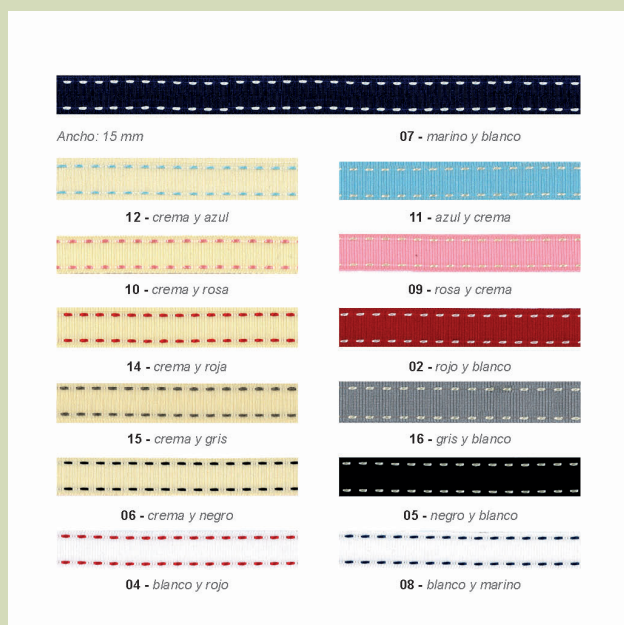 Ancho: 15 mm
07 - marino y blanco
12 - crema y azul
11 - azul y crema
10 - crema y rosa
09 - rosa y crema
14 - crema y roja
02 - rojo y blanco
15 - crema y gris
16 - gris y blanco
06 - crema y negro
05 - negro y blanco
04 - blanco y rojo
08 - blanco y marino